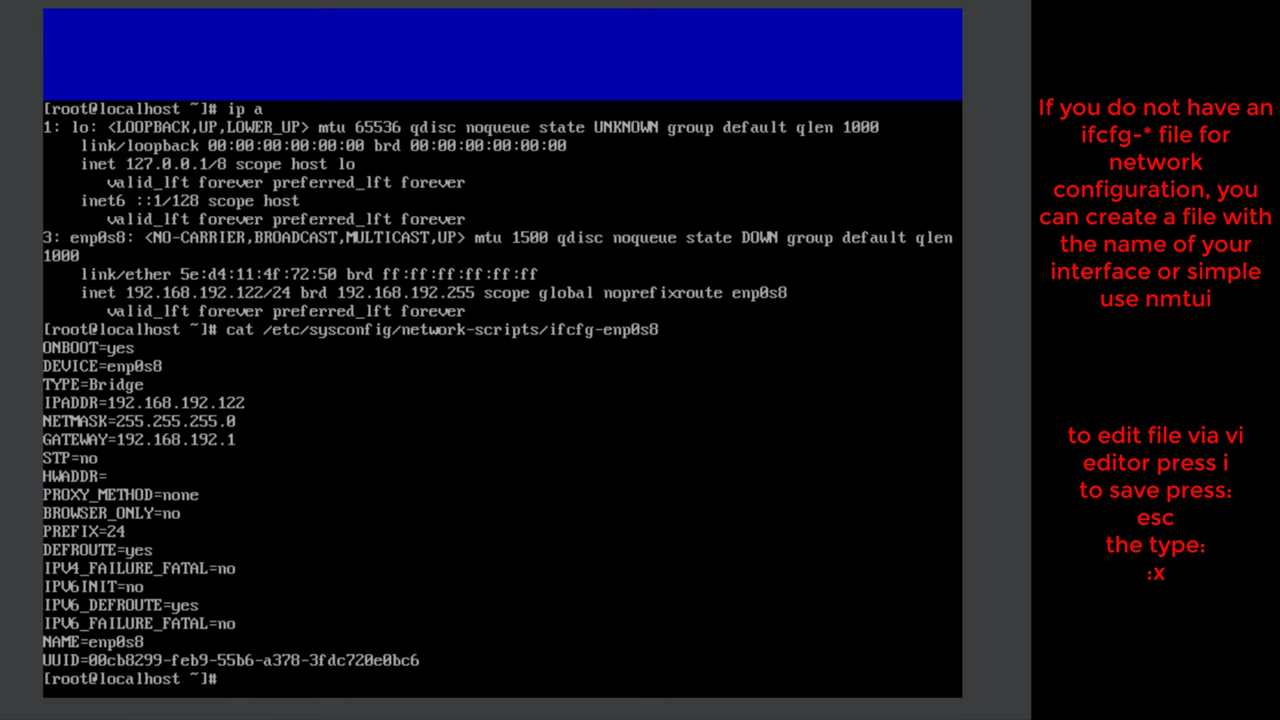 [root@localhost ~]# ip a
1: lo: <LOOPBACK,UP,LOWER_UP> mtu 65536 qdisc noqueue state UNKNOWN group default qlen 1000
link/loopback 00:00:00:00:00:00 brd 00:00:00:00:00:00
inet 127.0.0.1/8 scope host lo
valid_lft forever preferred_lft forever
inet6 ::1/128 scope host
valid_lft forever preferred_lft forever
3: enp0s8: <NO-CARRIER,BROADCAST,MULTICAST,UP> mtu 1500 qdisc noqueue state DOWN group default qlen
1000
link/ether 5e:d4:11:4f:72:50 brd ff:ff:ff:ff:ff:ff
inet 192.168.192.122/24 brd 192.168.192.255 scope global noprefixroute enp0s8
valid_lft forever preferred_lft forever
[root@localhost ~]# cat /etc/sysconfig/network-scripts/ifcfg-enp0s8
ONBOOT=yes
DEVICE=enp0s8
TYPE=Bridge
IPADDR=192.168.192.122
NETMASK=255.255.255.0
GATEWAY=192.168.192.1
STP=no
HWADDR=
PROXY_METHOD=none
BROWSER_ONLY=no
PREFIX=24
DEFROUTE=yes
IPV4_FAILURE_FATAL=no
IPV6INIT=no
IPV6_DEFROUTE=yes
IPV6_FAILURE_FATAL=no
NAME=enp0s8
UUID=00cb8299-feb9-55b6-a378-3fdc720e0bc6
[root@localhost ~]#
If you do not have an
ifcfg-* file for
network
configuration, you
can create a file with
the name of your
interface or simple
use nmtui
to edit file via vi
editor press i
to save press:
esc
the type:
:x